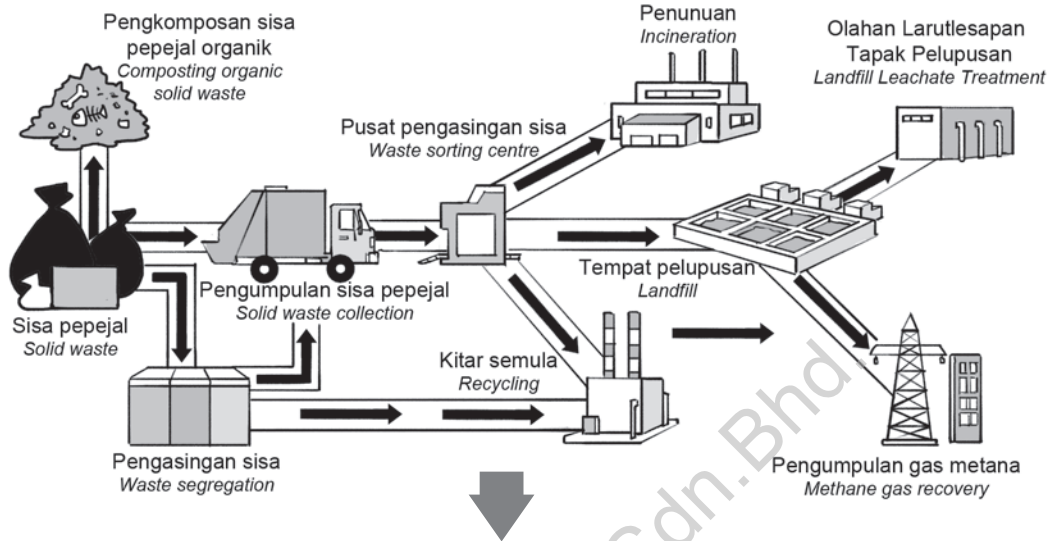 Pengkomposan sisa
pepejal organik
Composting organic
solid waste
Penunuan
Incineration
Olahan Larutlesapan
Tapak Pelupusan
Landfill Leachate Treatment
Pusat pengasingan sisa
Waste sorting centre
Sisa pepejal
Solid waste
Pengumpulan sisa pepejal
Solid waste collection
Tempat pelupusan
Landfill
Kitar semula
Recycling
Pengasingan sisa
Waste segregation
Pengumpulan gas metana
Methane gas recovery
Sdn.Bhd.